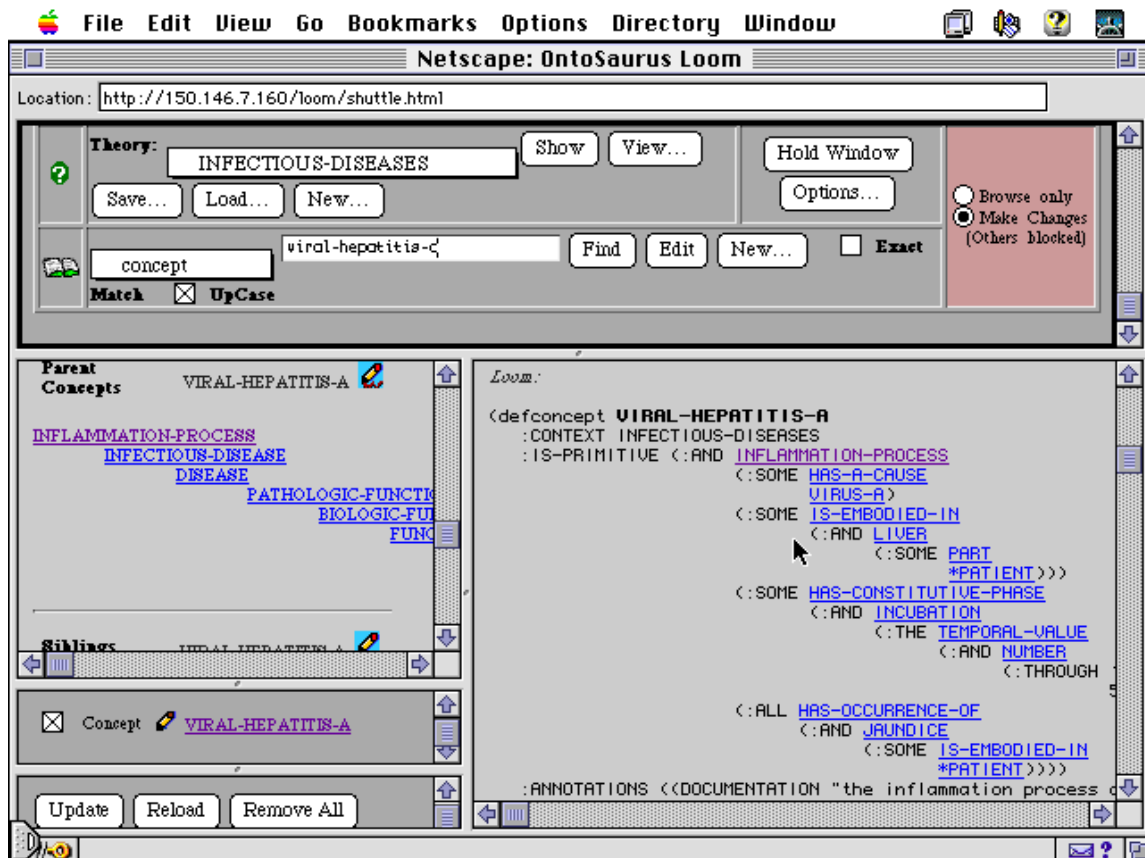 File Edit View Go Bookmarks Options Directory Window
Netscape: OntoSaurus Loom
Location: http://150.146.7.160/loom/shuttle.html
Theory:
INFECTIOUS-DISEASES
Show View...
Save... Load... New...
Hold Window
Options...
Browse only
Make Changes
(Others blocked)
concept
viral-hepatitis-c
Find Edit New... Exact
Match UpCase
Parent
Concepts VIRAL-HEPATITIS-A
INFLAMMATION-PROCESS
INFECTIOUS-DISEASE
DISEASE
PATHOLOGIC-FUNCTI
BIOLOGIC-FU
FUNC
Siblings VIRAL-HEPATITIS-A
Concept VIRAL-HEPATITIS-A
Update Reload Remove All
Loom:
(defconcept VIRAL-HEPATITIS-A
:CONTEXT INFECTIOUS-DISEASES
:IS-PRIMITIVE (:AND INFLAMMATION-PROCESS
(:SOME HAS-A-CAUSE
VIRUS-A)
(:SOME IS-EMBODIED-IN
(:AND LIVER
(:SOME PART
*PATIENT)))
(:SOME HAS-CONSTITUTIVE-PHASE
(:AND INCUBATION
(:THE TEMPORAL-VALUE
(:AND NUMBER
(:THROUGH
(:ALL HAS-OCCURRENCE-OF
(:AND JAUNDICE
(:SOME IS-EMBODIED-IN
*PATIENT))))
:ANNOTATIONS ((DOCUMENTATION "the inflammation process